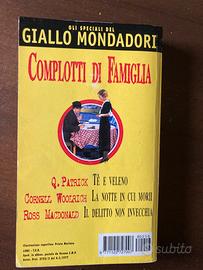 GLI SPECIALI DEL
GIALLO MONDADORI
COMPLOTTI DI FAMIGLIA
Q. PATRICK TÈ E VELENO
CORNELL WOOLRICH LA NOTTE IN CUI MORII
ROSS MACDONALD IL DELITTO NON INVECCHIA
subito